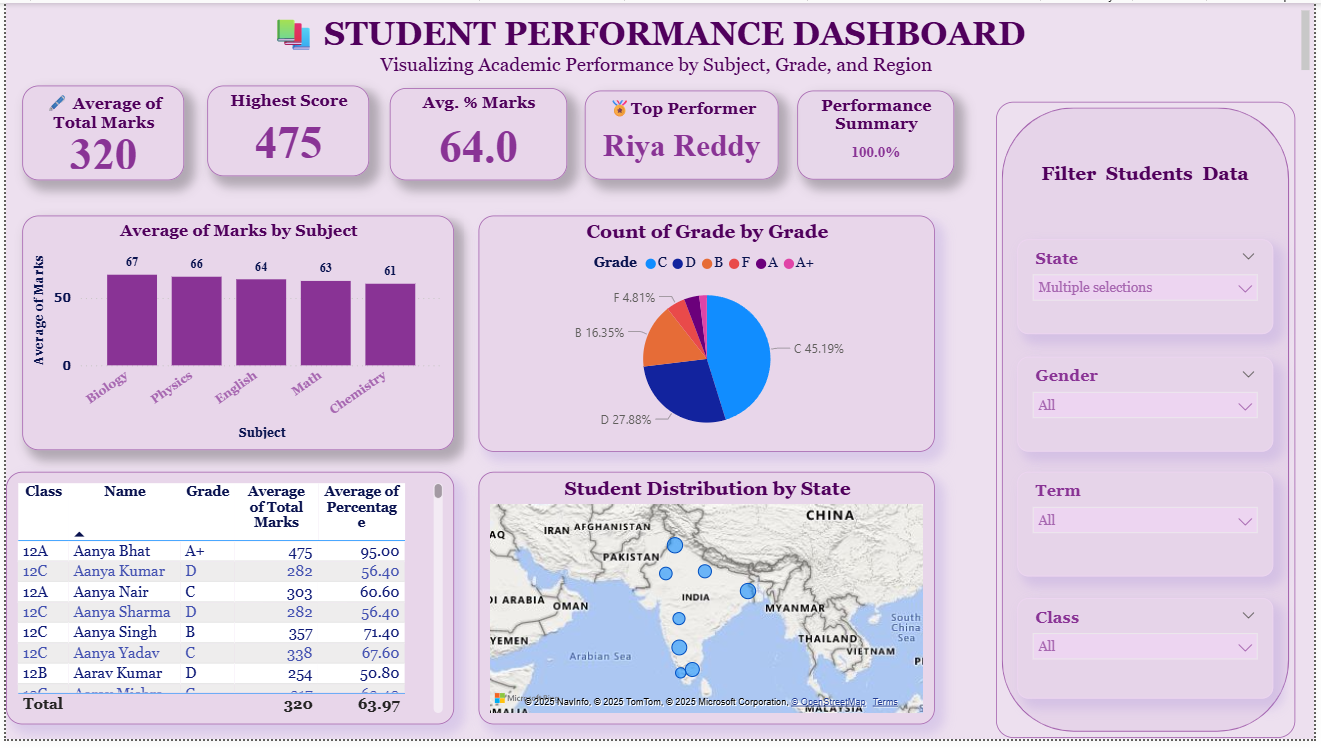 STUDENT PERFORMANCE DASHBOARD
Visualizing Academic Performance by Subject, Grade, and Region
Average of
Total Marks
320
Highest Score
475
Avg. % Marks
64.0
Top Performer
Riya Reddy
Performance
Summary
100.0%
Filter Students Data
State
Multiple selections
Gender
All
Term
All
Class
All
Average of Marks by Subject
Average of Marks
50
0
67
66
64
63
61
Biology
Physics
English
Math
Chemistry
Subject
Count of Grade by Grade
Grade C D B F A A+
F 4.81%
B 16.35%
C 45.19%
D 27.88%
Class Name Grade Average of Total Marks Average of Percentage
12A Aanya Bhat A+ 475 95.00
12C Aanya Kumar D 282 56.40
12A Aanya Nair C 303 60.60
12C Aanya Sharma D 282 56.40
12C Aanya Singh B 357 71.40
12C Aanya Yadav C 338 67.60
12B Aarav Kumar D 254 50.80
Total 320 63.97
Student Distribution by State
CHINA
AFGHANISTAN
IRAN
AQ
PAKISTAN
INDIA
DI ARABIA
OMAN
MYANMAR
YEMEN
THAILAND
VIETNAM
South
China
Sea
Arabian Sea
MALIA
MALAYSIA
© 2025 NavInfo, © 2025 TomTom, © 2025 Microsoft Corporation, © OpenStreetMap Terms